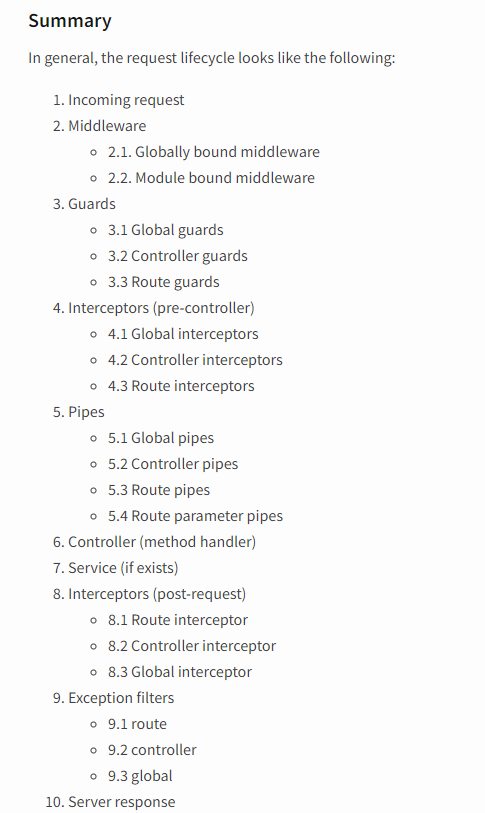 Summary
In general, the request lifecycle looks like the following:
1. Incoming request
2. Middleware
2.1. Globally bound middleware
2.2. Module bound middleware
3. Guards
3.1 Global guards
3.2 Controller guards
3.3 Route guards
4. Interceptors (pre-controller)
4.1 Global interceptors
4.2 Controller interceptors
4.3 Route interceptors
5. Pipes
5.1 Global pipes
5.2 Controller pipes
5.3 Route pipes
5.4 Route parameter pipes
6. Controller (method handler)
7. Service (if exists)
8. Interceptors (post-request)
8.1 Route interceptor
8.2 Controller interceptor
8.3 Global interceptor
9. Exception filters
9.1 route
9.2 controller
9.3 global
10. Server response